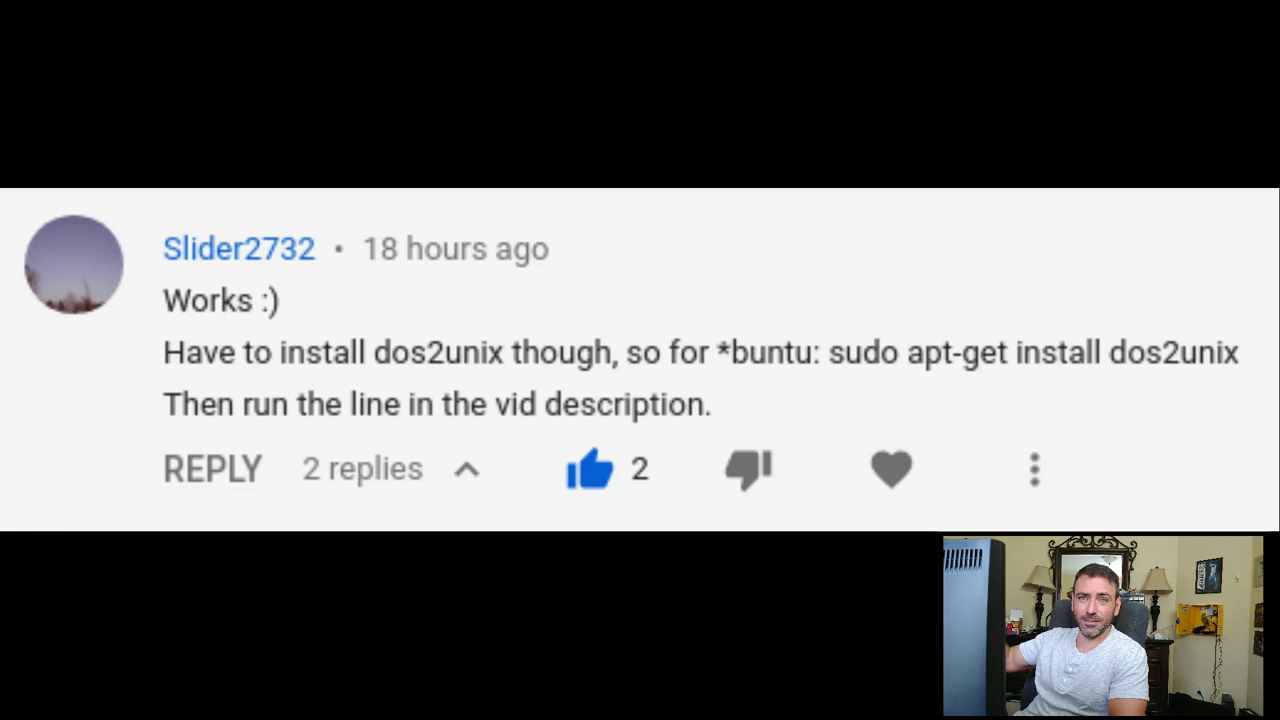 Slider2732 • 18 hours ago
Works :)
Have to install dos2unix though, so for *buntu: sudo apt-get install dos2unix
Then run the line in the vid description.
REPLY 2 replies 2